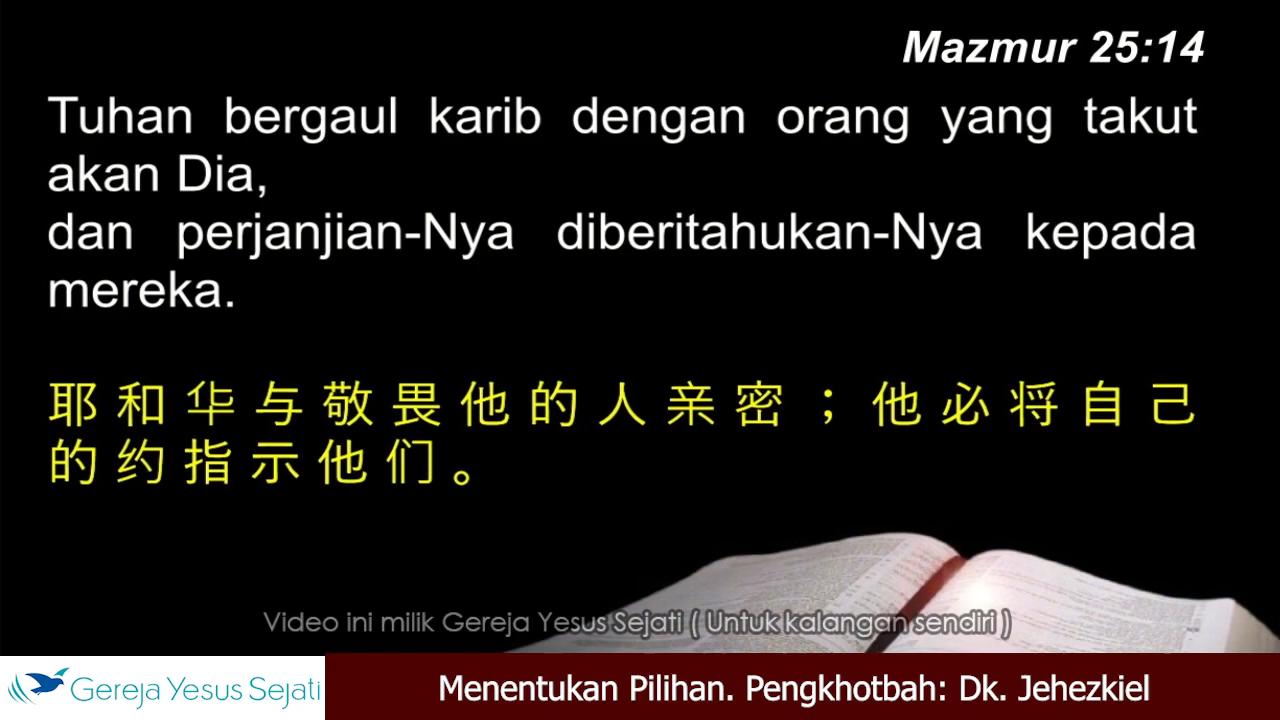 Mazmur 25:14
Tuhan bergaul karib dengan orang yang takut
akan Dia,
dan perjanjian-Nya diberitahukan-Nya kepada
mereka.
耶和华与敬畏他的人亲密；他必将自己
的约指示他们。
Video ini milik Gereja Yesus Sejati ( Untuk kalangan sendiri )
Gereja Yesus Sejati
Menentukan Pilihan. Pengkhotbah: Dk. Jehezkiel